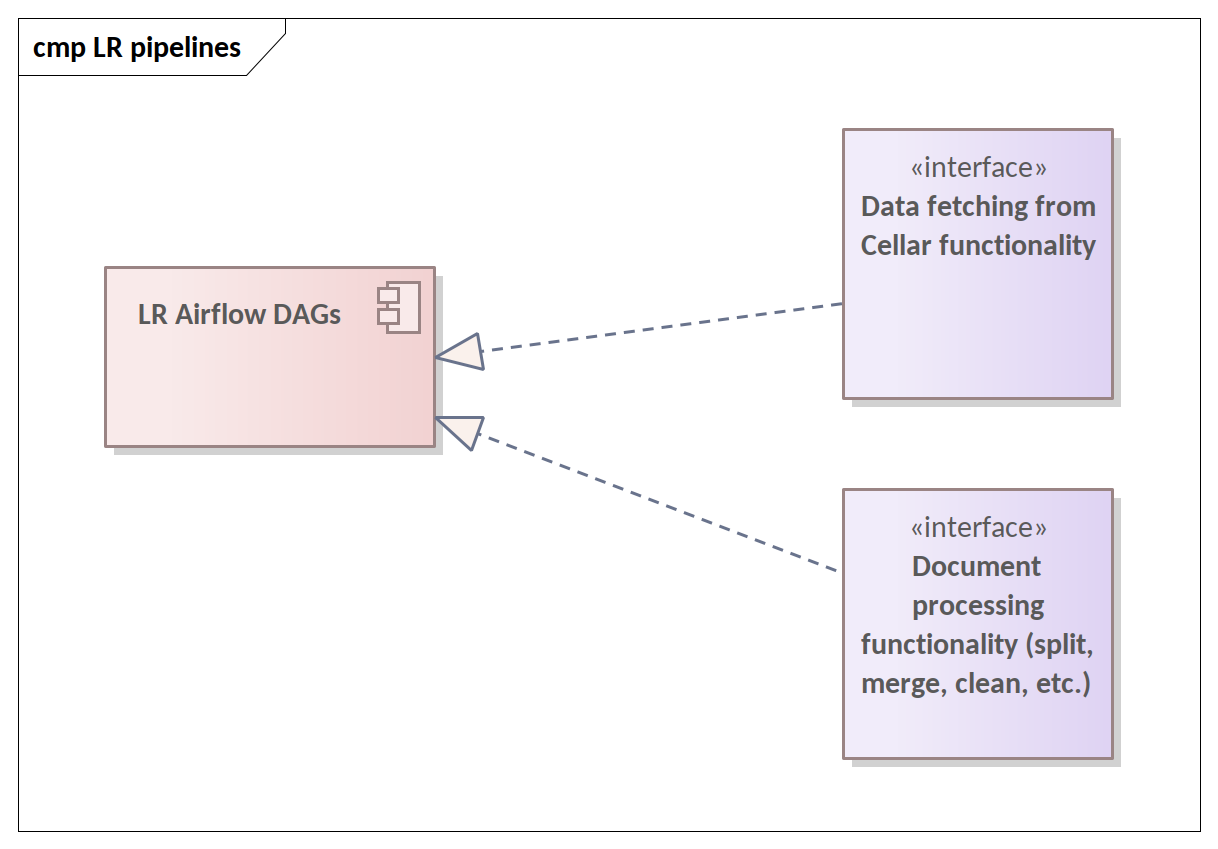 cmp LR pipelines
«interface»
Data fetching from
Cellar functionality
LR Airflow DAGs
«interface»
Document
processing
functionality (split,
merge, clean, etc.)